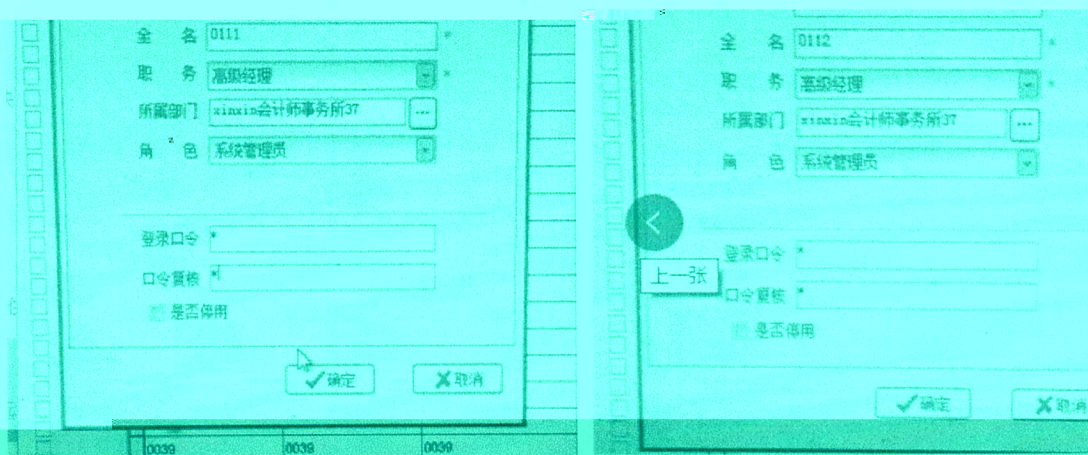 全 名 0111 *
职 务 高级经理 *
所属部门 xinxin会计师事务所37 ...
角 色 系统管理员
登录口令 *
口令复核 *
是否停用
确定 取消
0039 0039 0039
全 名 0112 *
职 务 高级经理 *
所属部门 xinxin会计师事务所37 ...
角 色 系统管理员
上一张
登录口令 *
口令复核 *
是否停用
确定 取消